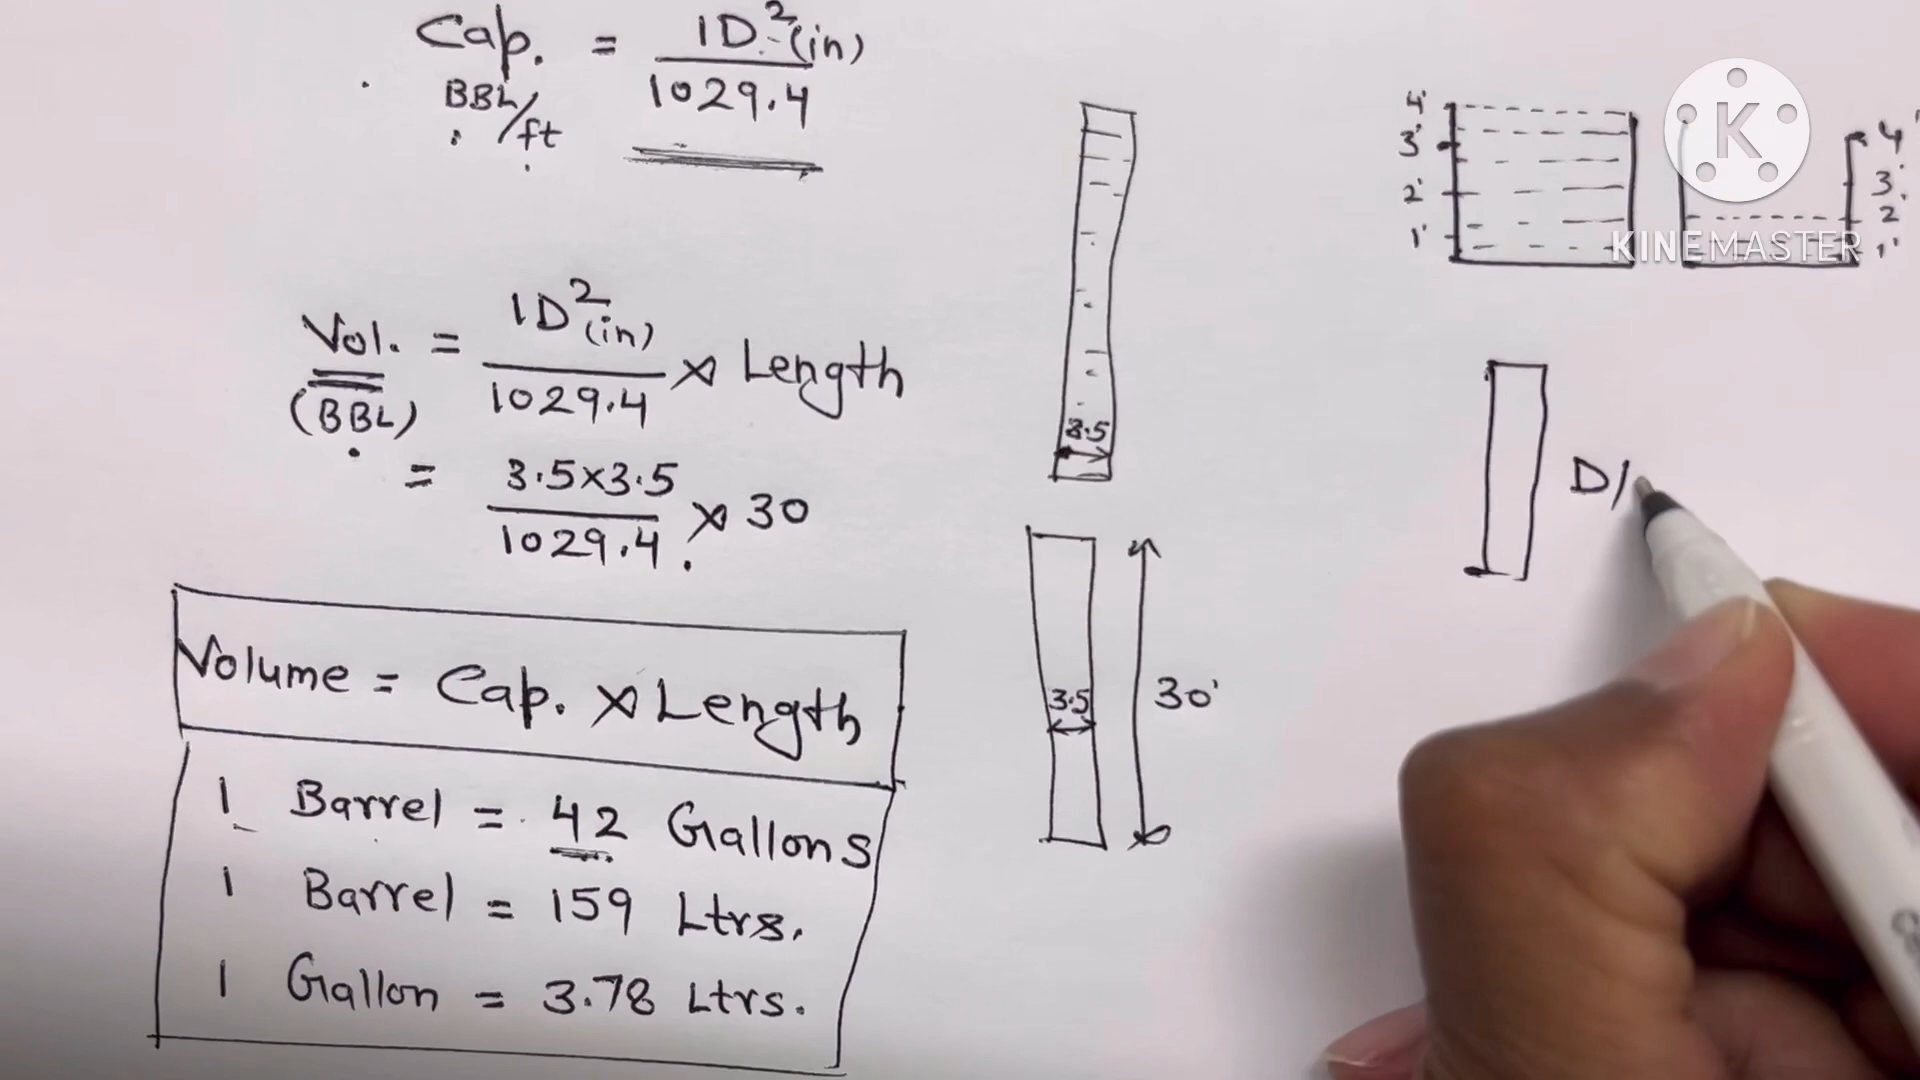 Cap. = ID²(in)
BBL/ft 1029.4
Vol. = ID²(in) × Length
(BBL) 1029.4
= 3.5×3.5 × 30
1029.4
Volume = Cap. × Length
1 Barrel = 42 Gallons
1 Barrel = 159 Ltrs.
1 Gallon = 3.78 Ltrs.
3.5
3.5
30'
4'
3'
2'
1'
4'
3'
2'
1'
K
KINEMASTER
D/